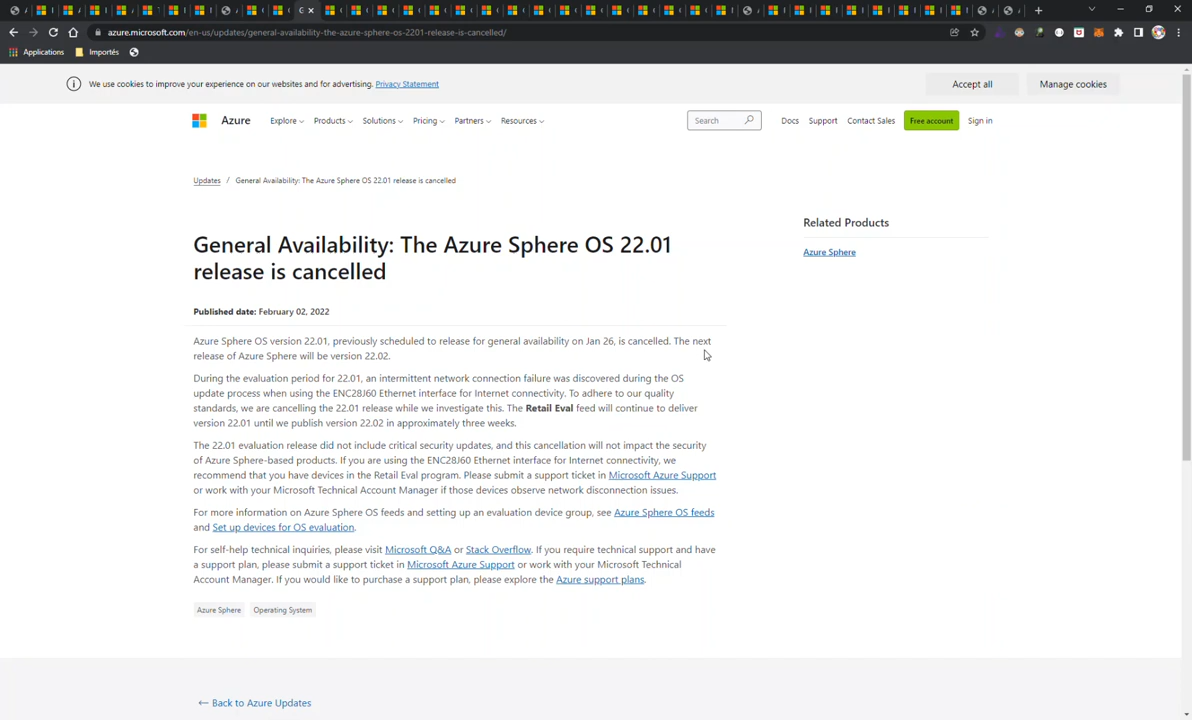 azure.microsoft.com/en-us/updates/general-availability-the-azure-sphere-os-2201-release-is-cancelled/
Applications Importés
We use cookies to improve your experience on our websites and for advertising. Privacy Statement
Accept all
Manage cookies
Azure
Explore
Products
Solutions
Pricing
Partners
Resources
Search
Docs
Support
Contact Sales
Free account
Sign in
Updates / General Availability: The Azure Sphere OS 22.01 release is cancelled
General Availability: The Azure Sphere OS 22.01
release is cancelled
Published date: February 02, 2022
Azure Sphere OS version 22.01, previously scheduled to release for general availability on Jan 26, is cancelled. The next
release of Azure Sphere will be version 22.02.
During the evaluation period for 22.01, an intermittent network connection failure was discovered during the OS
update process when using the ENC28J60 Ethernet interface for Internet connectivity. To adhere to our quality
standards, we are cancelling the 22.01 release while we investigate this. The Retail Eval feed will continue to deliver
version 22.01 until we publish version 22.02 in approximately three weeks.
The 22.01 evaluation release did not include critical security updates, and this cancellation will not impact the security
of Azure Sphere-based products. If you are using the ENC28J60 Ethernet interface for Internet connectivity, we
recommend that you have devices in the Retail Eval program. Please submit a support ticket in Microsoft Azure Support
or work with your Microsoft Technical Account Manager if those devices observe network disconnection issues.
For more information on Azure Sphere OS feeds and setting up an evaluation device group, see Azure Sphere OS feeds
and Set up devices for OS evaluation.
For self-help technical inquiries, please visit Microsoft Q&A or Stack Overflow. If you require technical support and have
a support plan, please submit a support ticket in Microsoft Azure Support or work with your Microsoft Technical
Account Manager. If you would like to purchase a support plan, please explore the Azure support plans.
Azure Sphere
Operating System
Related Products
Azure Sphere
← Back to Azure Updates